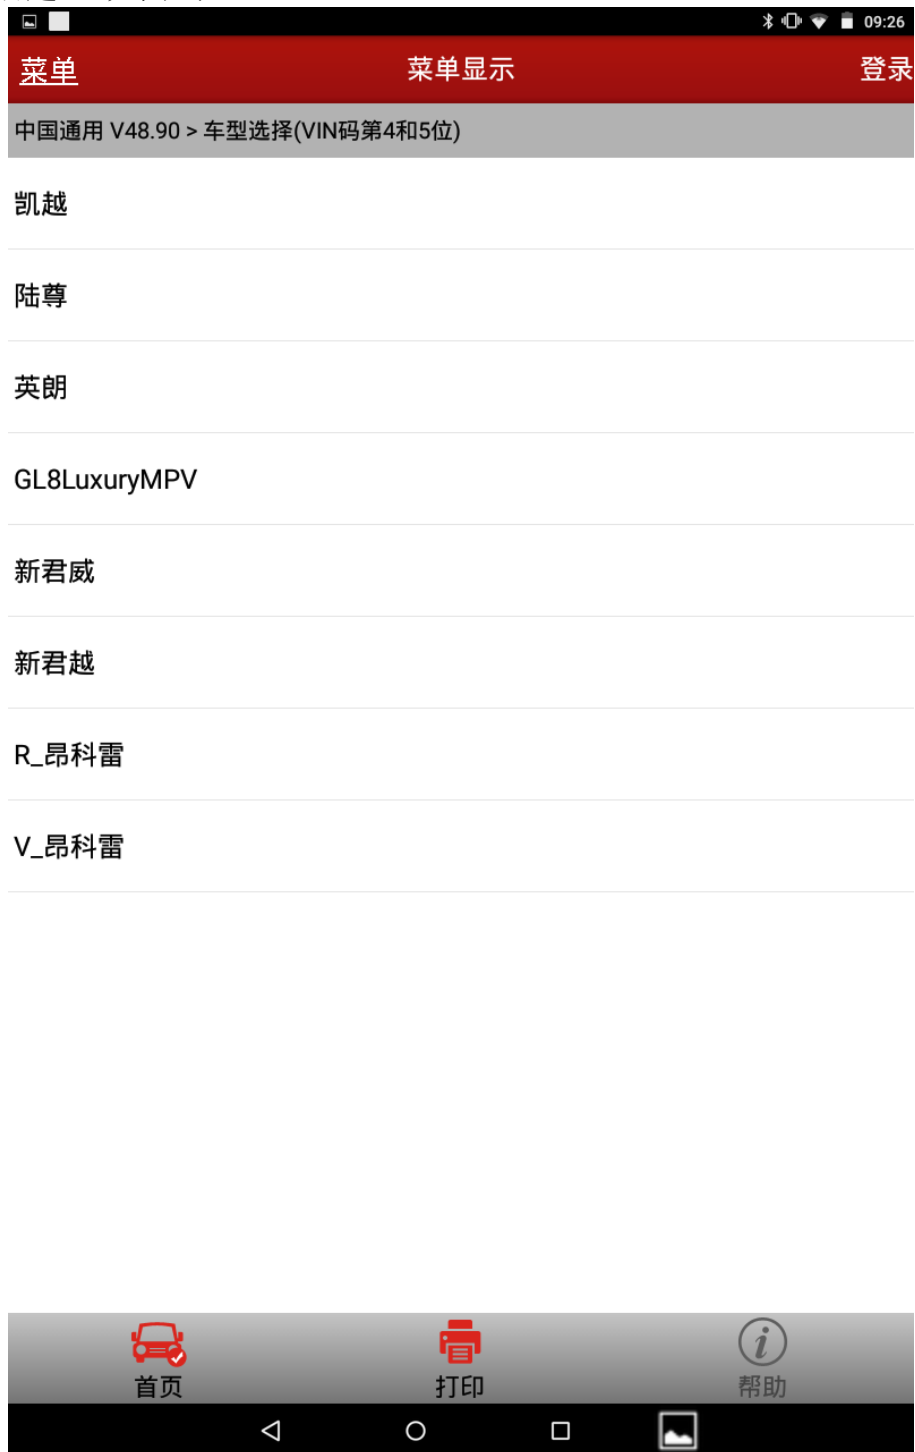 09:26
菜单
菜单显示
登录
中国通用 V48.90 > 车型选择(VIN码第4和5位)
凯越
陆尊
英朗
GL8LuxuryMPV
新君威
新君越
R_昂科雷
V_昂科雷
首页
打印
帮助